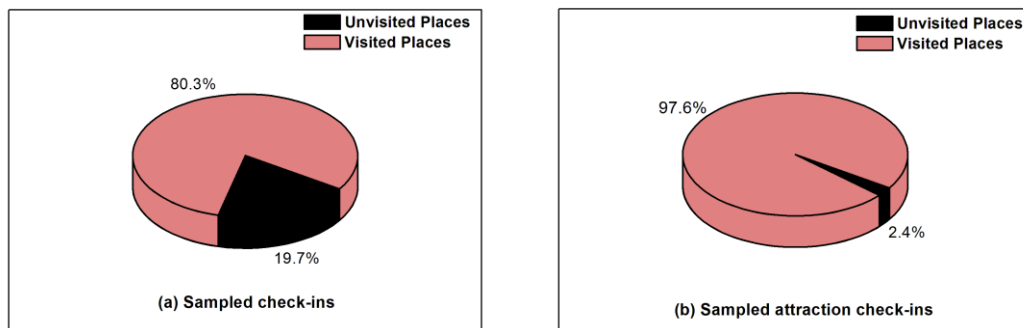 Unvisited Places
Visited Places
80.3%
19.7%
(a) Sampled check-ins
Unvisited Places
Visited Places
97.6%
2.4%
(b) Sampled attraction check-ins